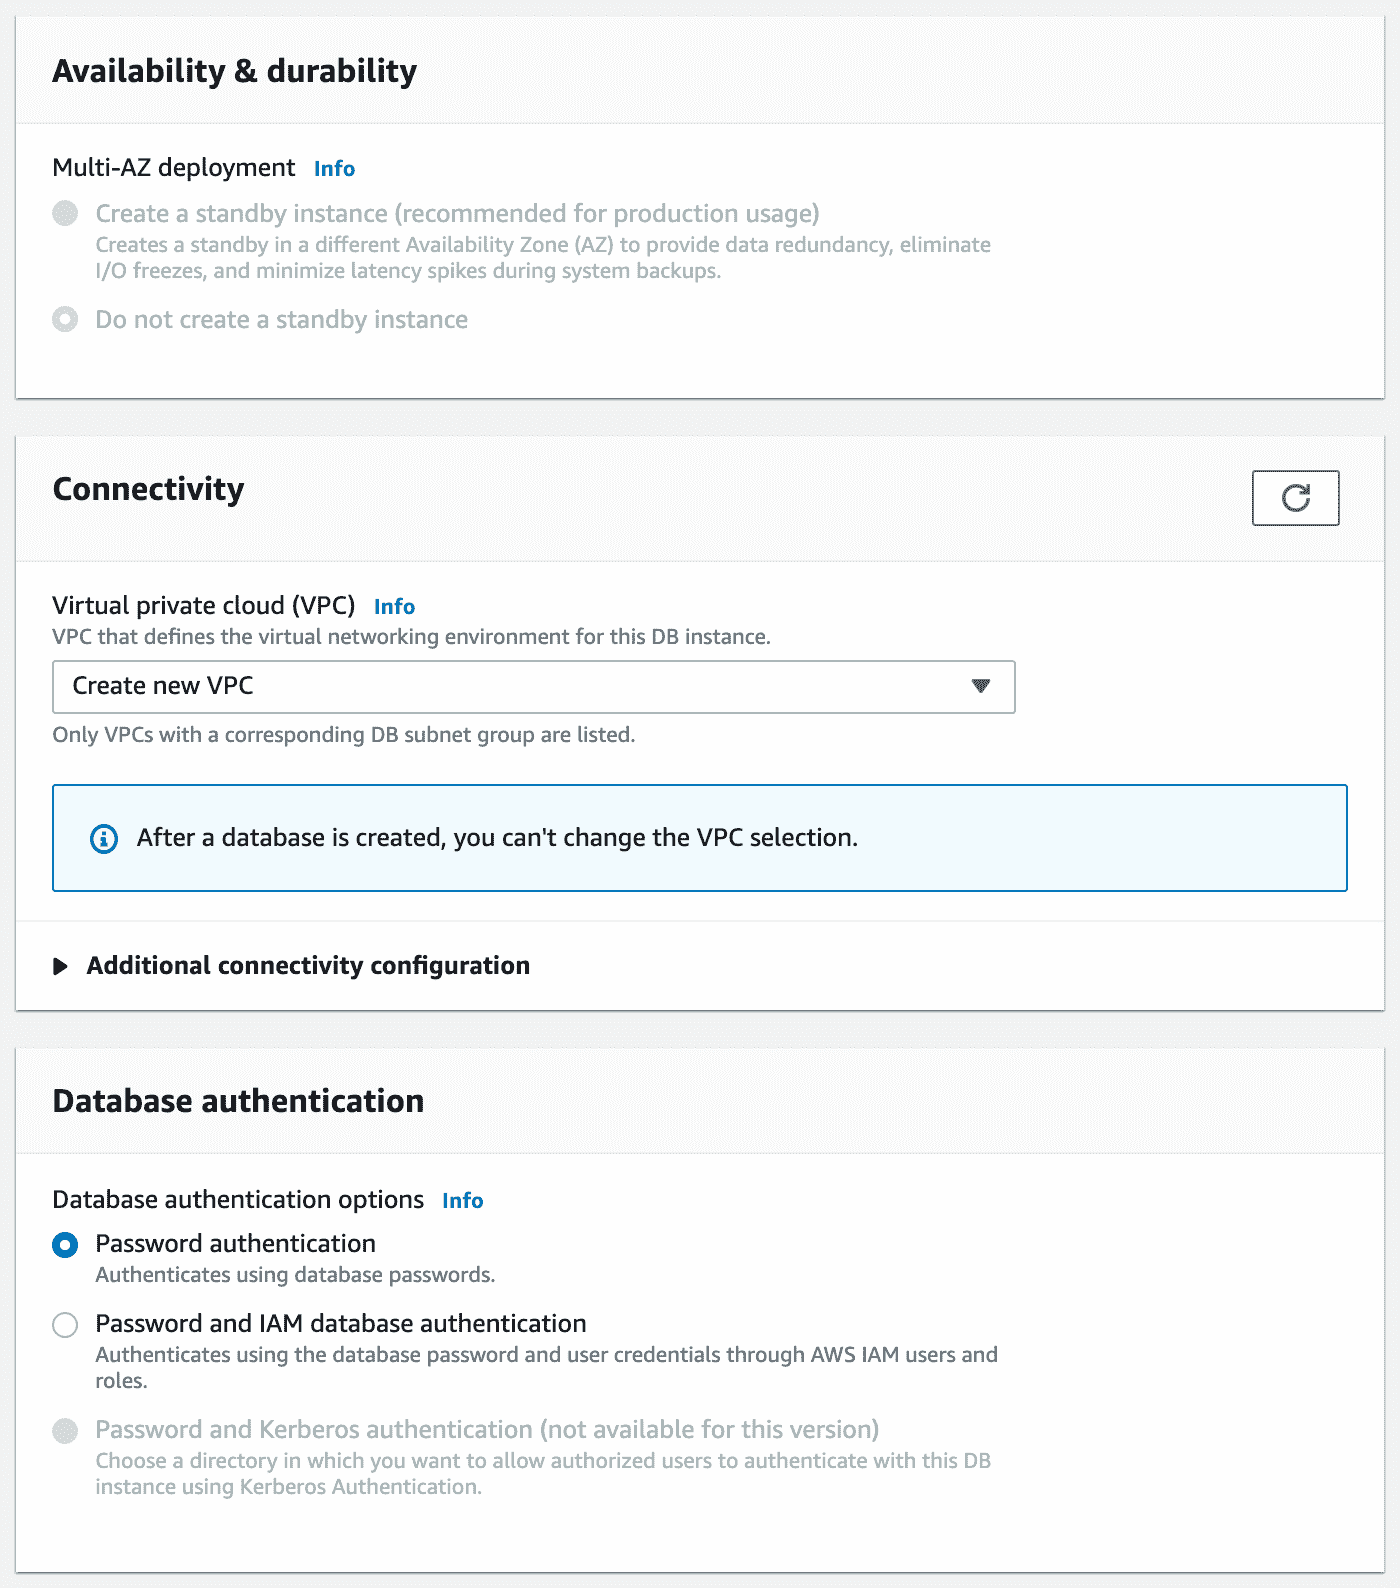 Availability & durability
Multi-AZ deployment Info
Create a standby instance (recommended for production usage)
Creates a standby in a different Availability Zone (AZ) to provide data redundancy, eliminate
I/O freezes, and minimize latency spikes during system backups.
Do not create a standby instance
Connectivity
Virtual private cloud (VPC) Info
VPC that defines the virtual networking environment for this DB instance.
Create new VPC
Only VPCs with a corresponding DB subnet group are listed.
After a database is created, you can't change the VPC selection.
Additional connectivity configuration
Database authentication
Database authentication options Info
Password authentication
Authenticates using database passwords.
Password and IAM database authentication
Authenticates using the database password and user credentials through AWS IAM users and
roles.
Password and Kerberos authentication (not available for this version)
Choose a directory in which you want to allow authorized users to authenticate with this DB
instance using Kerberos Authentication.